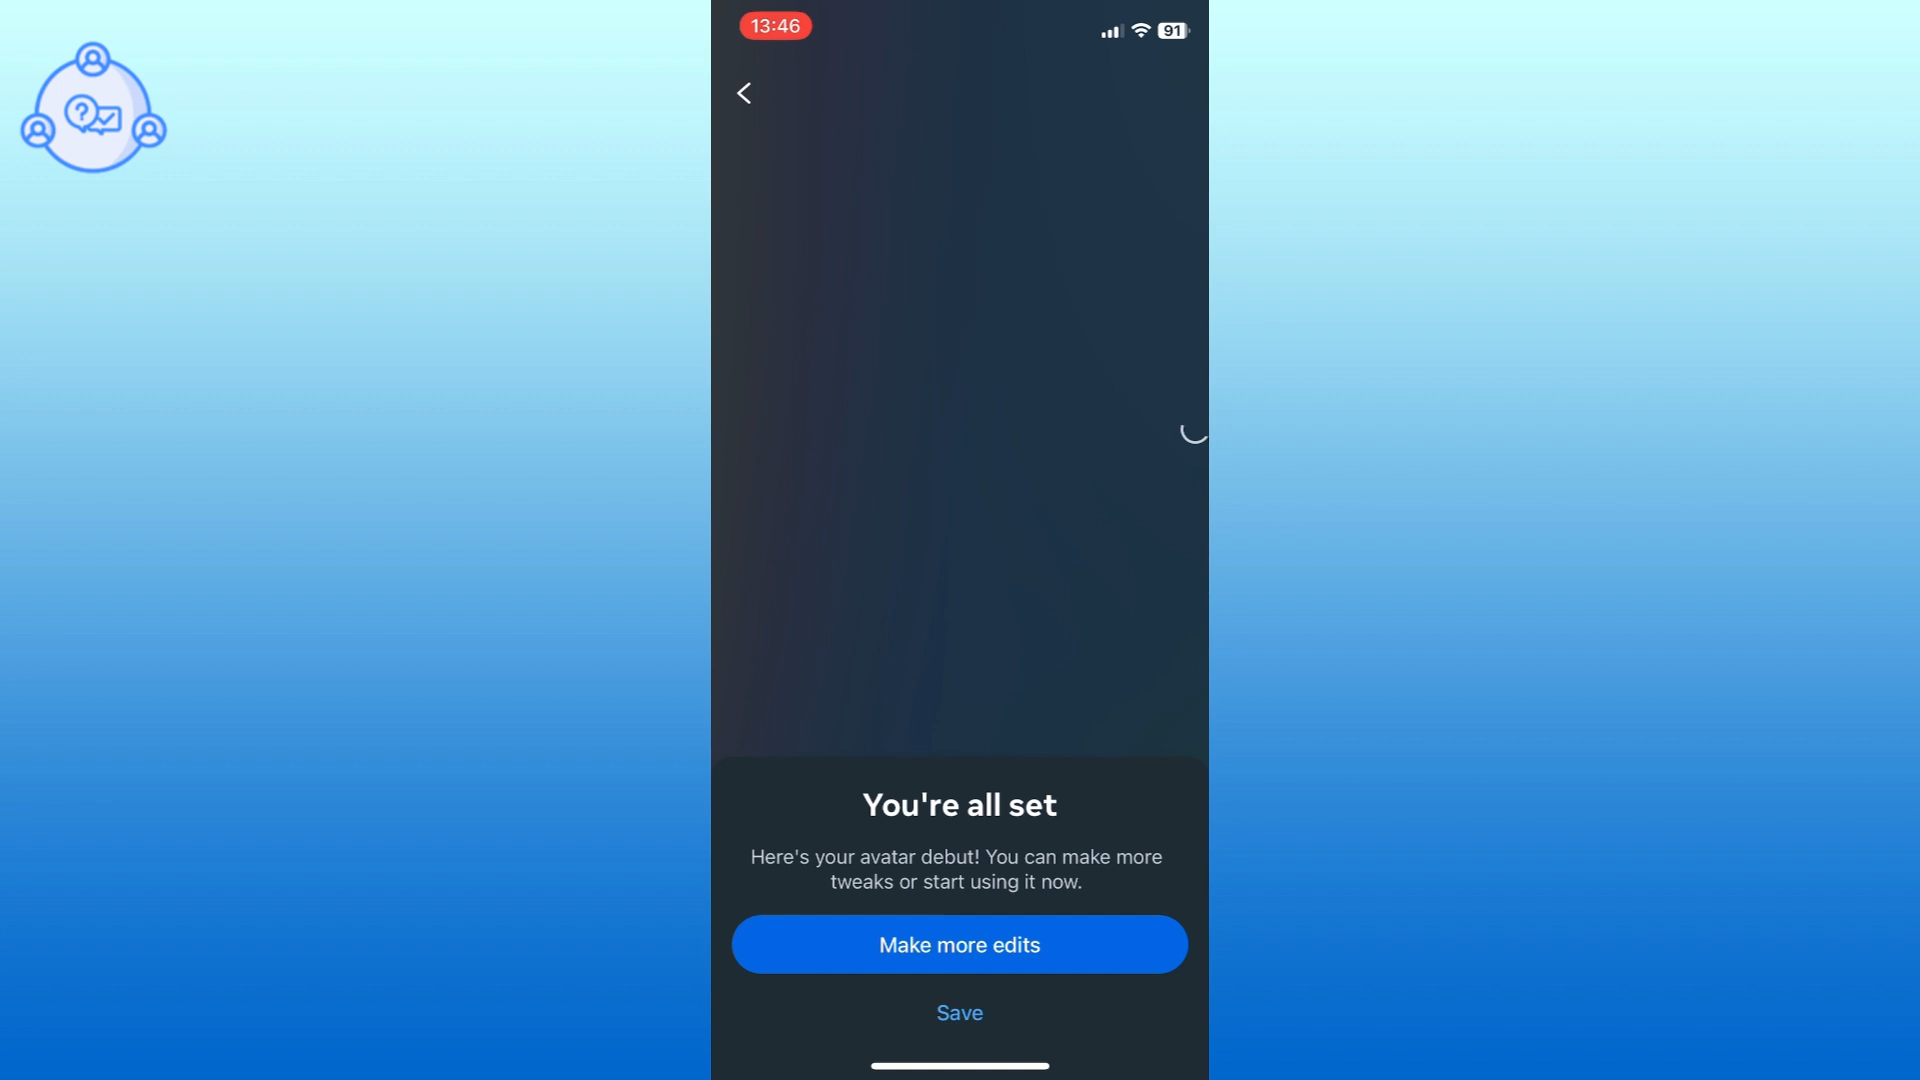 13:46
91
?
You're all set
Here's your avatar debut! You can make more
tweaks or start using it now.
Make more edits
Save